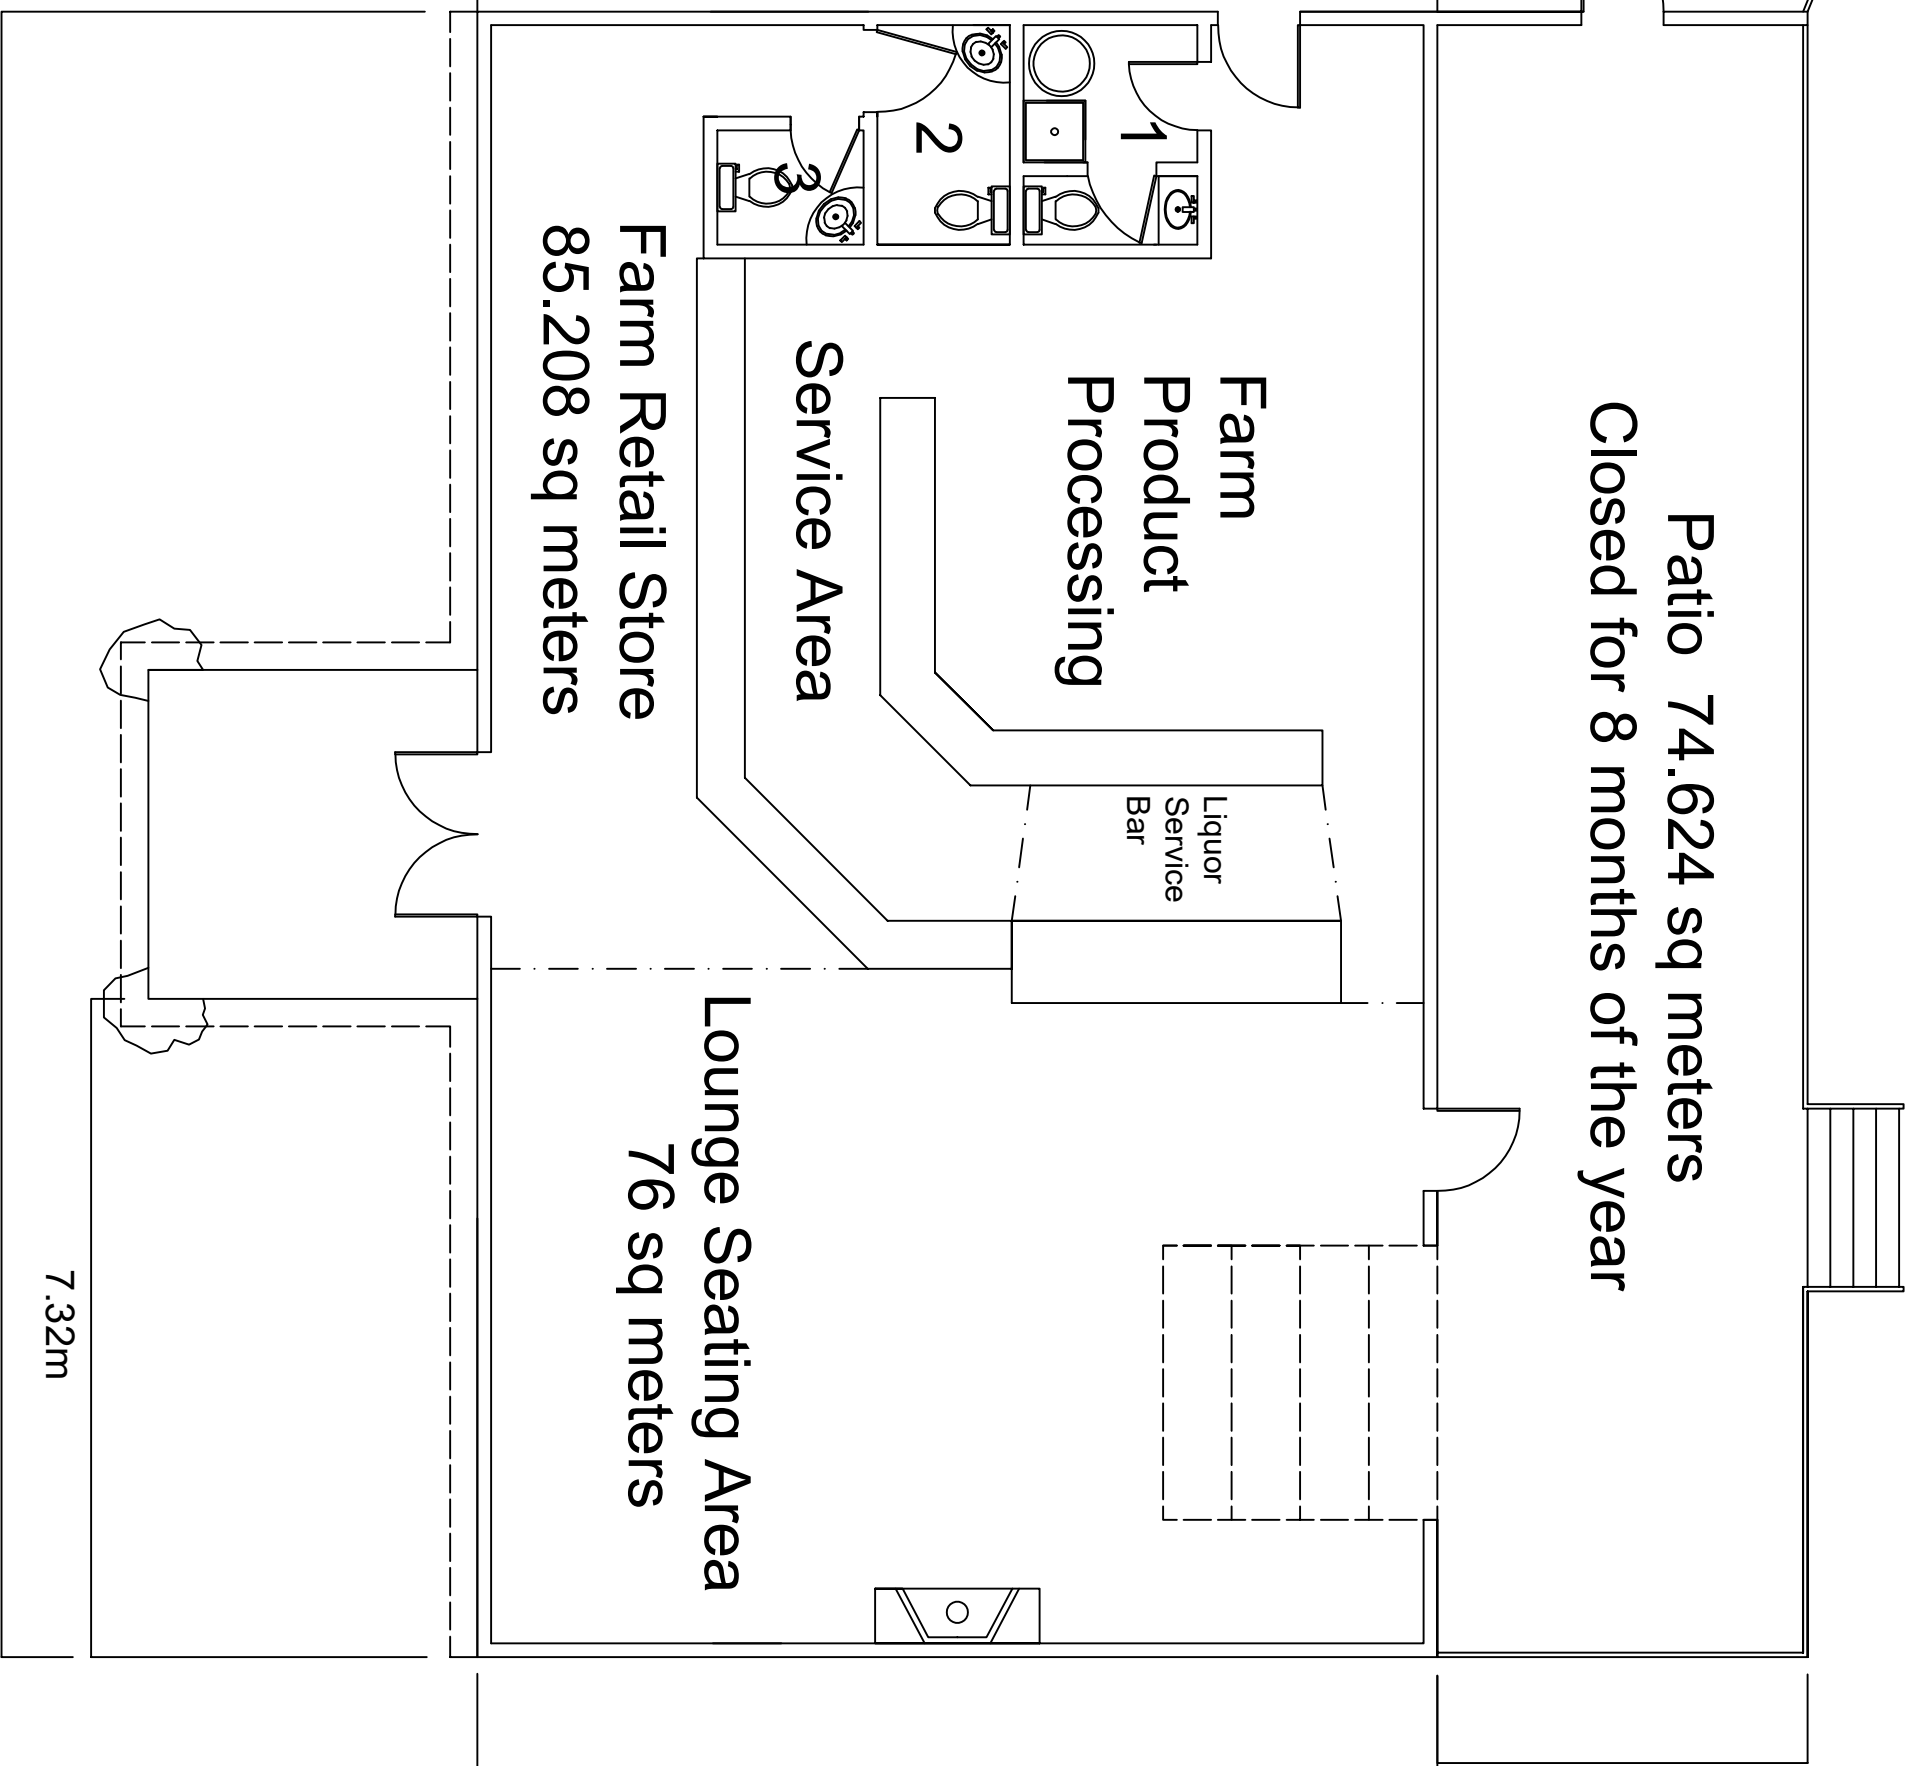 Patio 74.624 sq meters
Closed for 8 months of the year
1
2
3
Farm
Product
Processing
Liquor
Service
Bar
Service Area
Farm Retail Store
85.208 sq meters
Lounge Seating Area
76 sq meters
7.32m